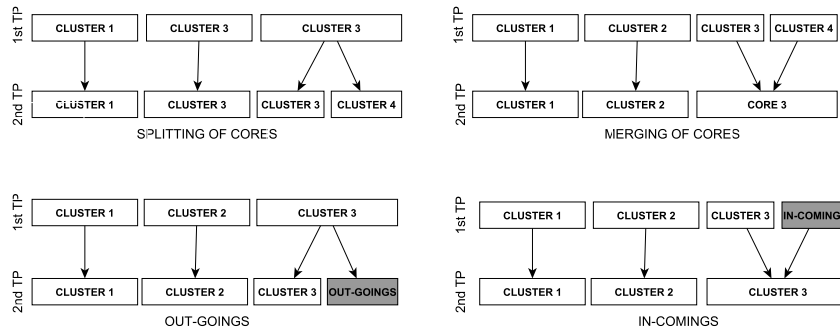 1st TP
CLUSTER 1
CLUSTER 3
CLUSTER 3
2nd TP
CLUSTER 1
CLUSTER 3
CLUSTER 3
CLUSTER 4
SPLITTING OF CORES
1st TP
CLUSTER 1
CLUSTER 2
CLUSTER 3
CLUSTER 4
2nd TP
CLUSTER 1
CLUSTER 2
CORE 3
MERGING OF CORES
1st TP
CLUSTER 1
CLUSTER 2
CLUSTER 3
2nd TP
CLUSTER 1
CLUSTER 2
CLUSTER 3
OUT-GOINGS
OUT-GOINGS
1st TP
CLUSTER 1
CLUSTER 2
CLUSTER 3
IN-COMING
2nd TP
CLUSTER 1
CLUSTER 2
CLUSTER 3
IN-COMINGS